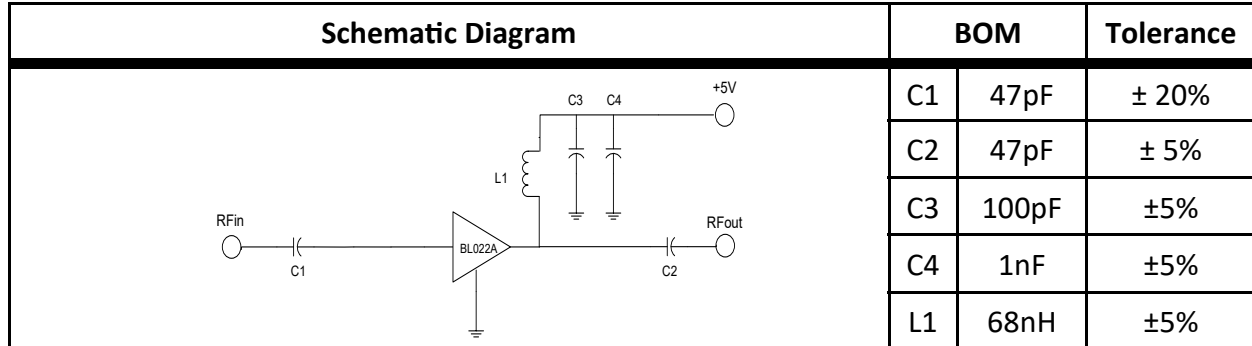 Schematic Diagram BOM Tolerance
+5V
C3 C4
L1
RFin
RFout
BL022A
C1
C2
C1 47pF ± 20%
C2 47pF ± 5%
C3 100pF ±5%
C4 1nF ±5%
L1 68nH ±5%